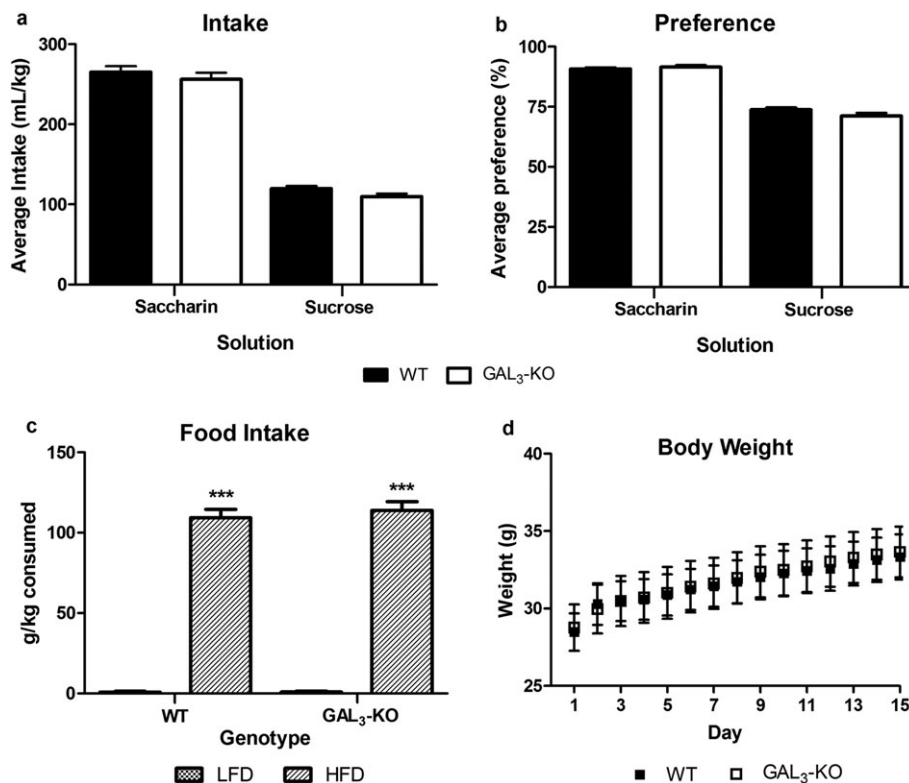 a
Intake
Average Intake (mL/kg)
300
200
100
0
Saccharin
Sucrose
Solution
b
Preference
Average preference (%)
100
75
50
25
0
Saccharin
Sucrose
Solution
WT
GAL₃-KO
c
Food Intake
g/kg consumed
150
100
50
0
***
***
WT
GAL₃-KO
Genotype
LFD
HFD
d
Body Weight
Weight (g)
40
35
30
25
1 3 5 7 9 11 13 15
Day
WT
GAL₃-KO